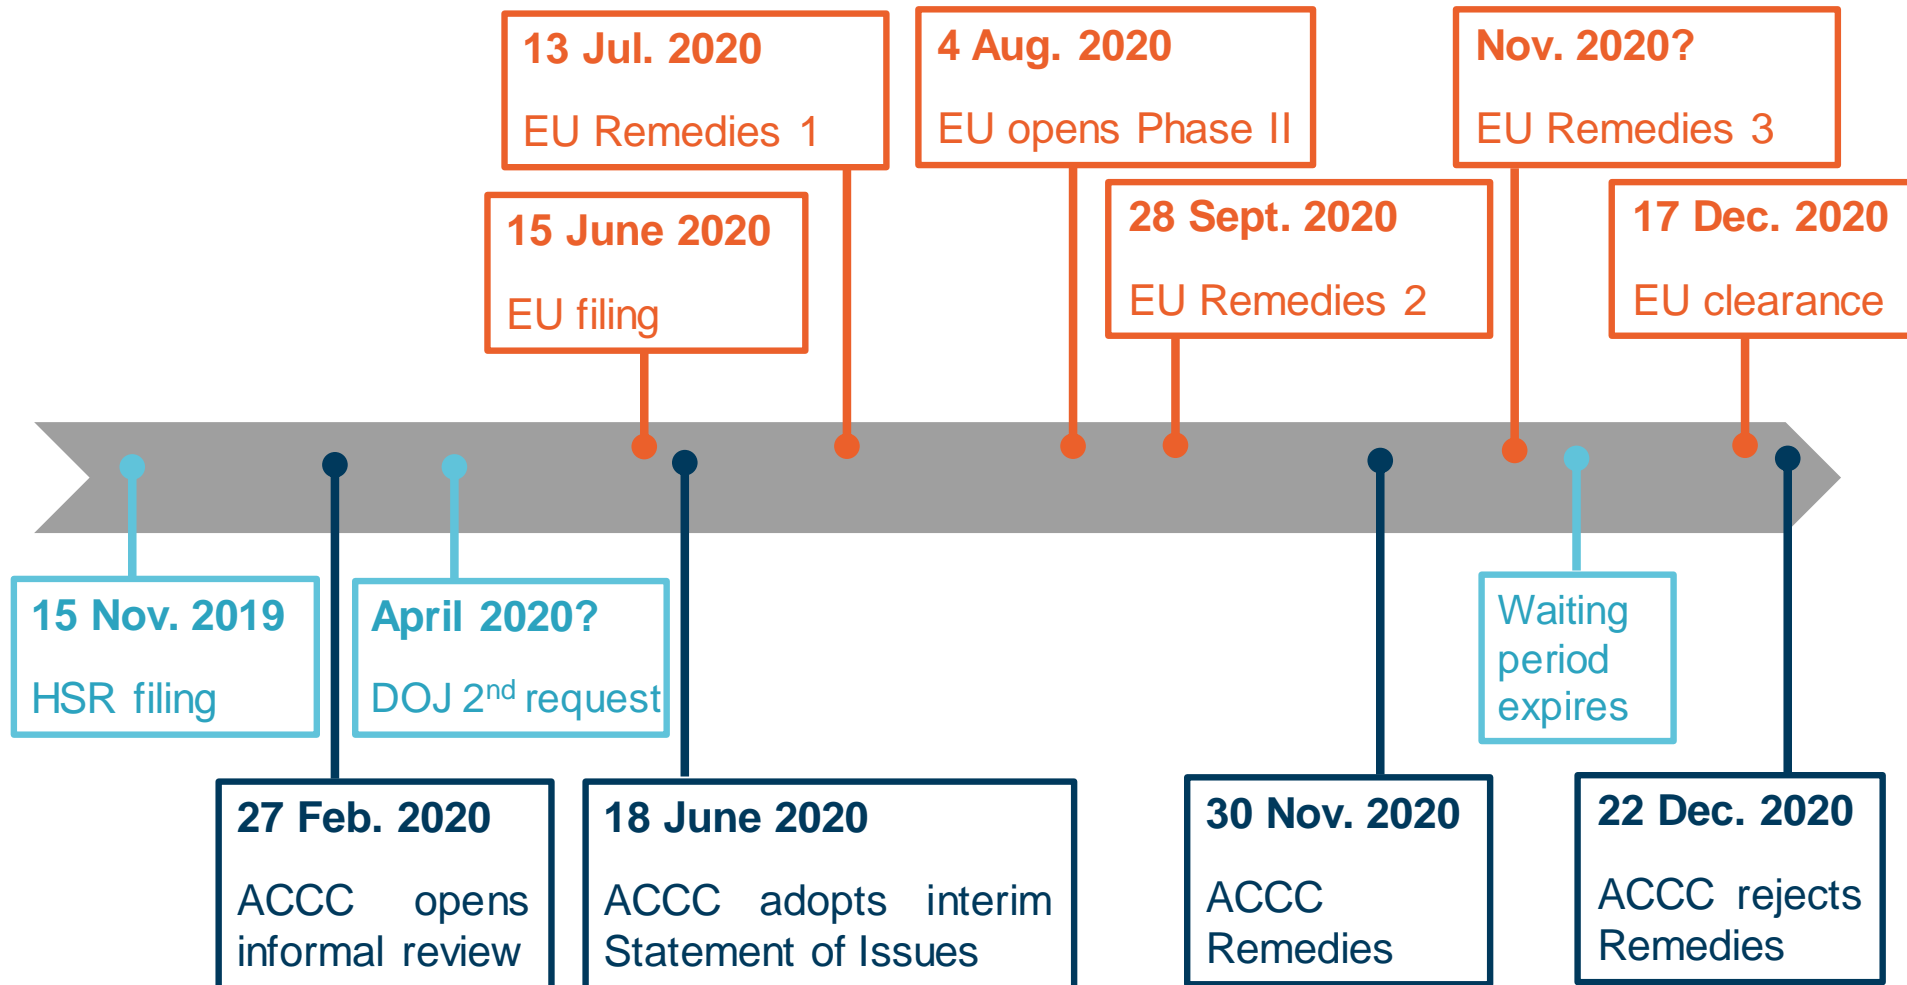 13 Jul. 2020
EU Remedies 1
4 Aug. 2020
EU opens Phase II
Nov. 2020?
EU Remedies 3
15 June 2020
EU filing
28 Sept. 2020
EU Remedies 2
17 Dec. 2020
EU clearance
15 Nov. 2019
HSR filing
April 2020?
DOJ 2nd request
Waiting
period
expires
27 Feb. 2020
ACCC opens
informal review
18 June 2020
ACCC adopts interim
Statement of Issues
30 Nov. 2020
ACCC
Remedies
22 Dec. 2020
ACCC rejects
Remedies